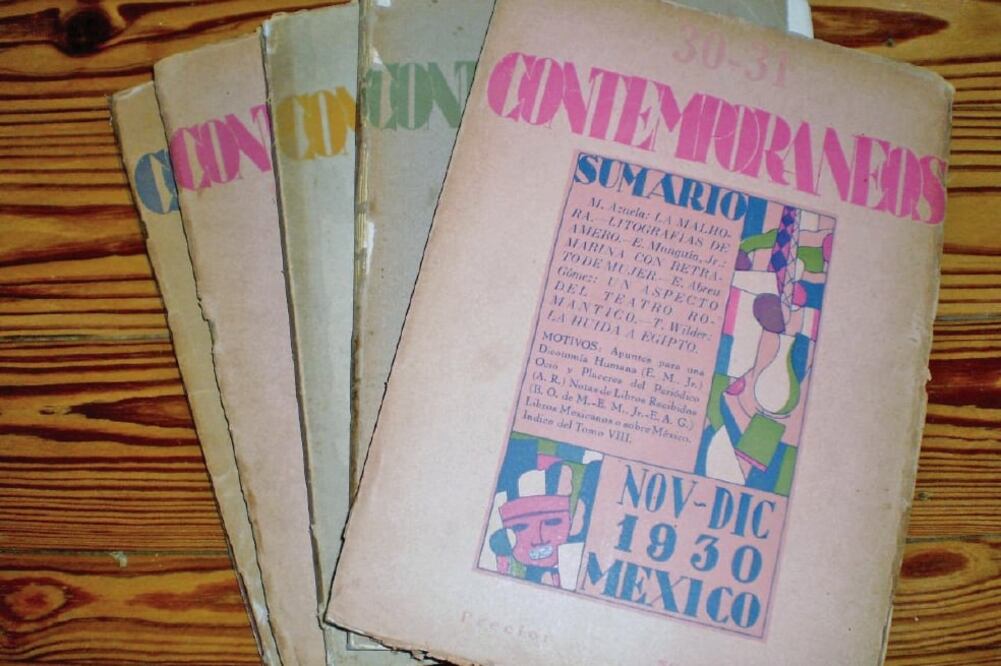 C
CON
CON
CONT
30-31
CONTEMPORANEOS
SUMARIO
M. Azuela: LA MALHO-
RA.—LITOGRAFIAS DE
AMERO.—E. Munguia, Jr.:
MARINA CON RETRA-
TO DE MUJER.—E. Abreu
Gómez: UN ASPECTO
DEL TEATRO RO-
MANTICO.—T. Wilder:
LA HUIDA A EGIPTO.
MOTIVOS: Apuntes para una
Dicotomía Humana (E. M., Jr.)
Ocio y Placeres del Periódico
(A. R.) Notas de Libros Recibidos
(B. O. de M.-E. M., Jr.-E. A. G.)
Libros Mexicanos o sobre México.
Indice del Tomo VIII.
NOV-DIC
1930
MEXICO